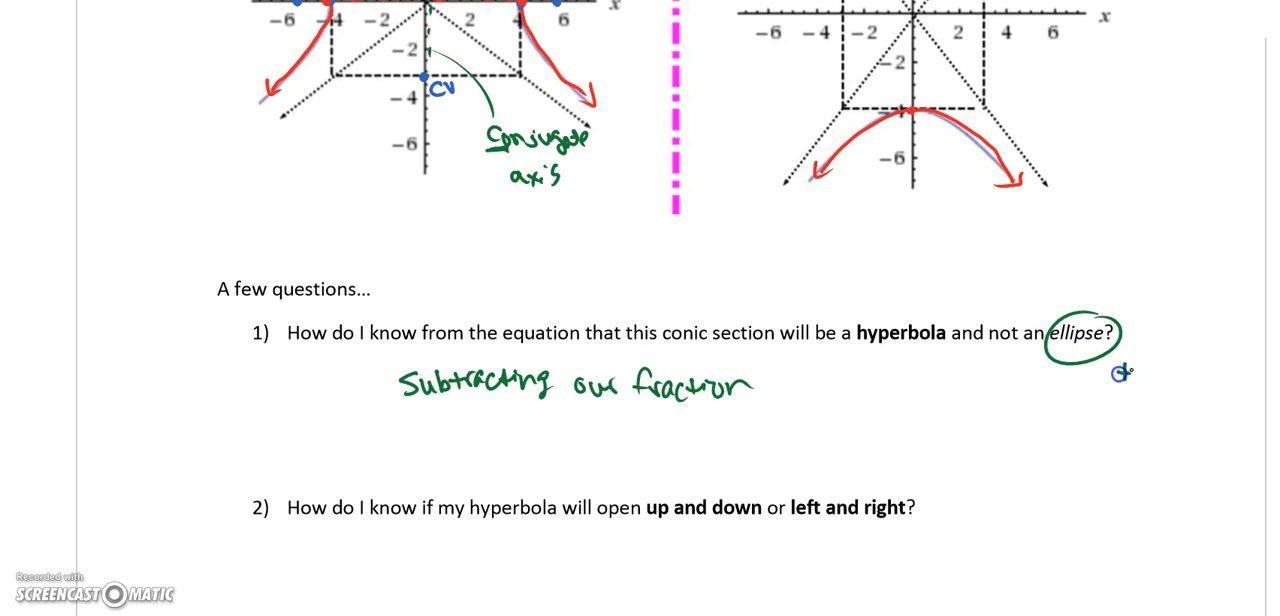 -6 -4 -2 2 4 6 x
-2
-4
-6
CV
Conjugate
axis
-6 -4 -2 2 4 6 x
-2
-4
-6
A few questions...
1) How do I know from the equation that this conic section will be a hyperbola and not an ellipse?
+
Subtracting our fraction
2) How do I know if my hyperbola will open up and down or left and right?
Recorded with
SCREENCAST-O-MATIC